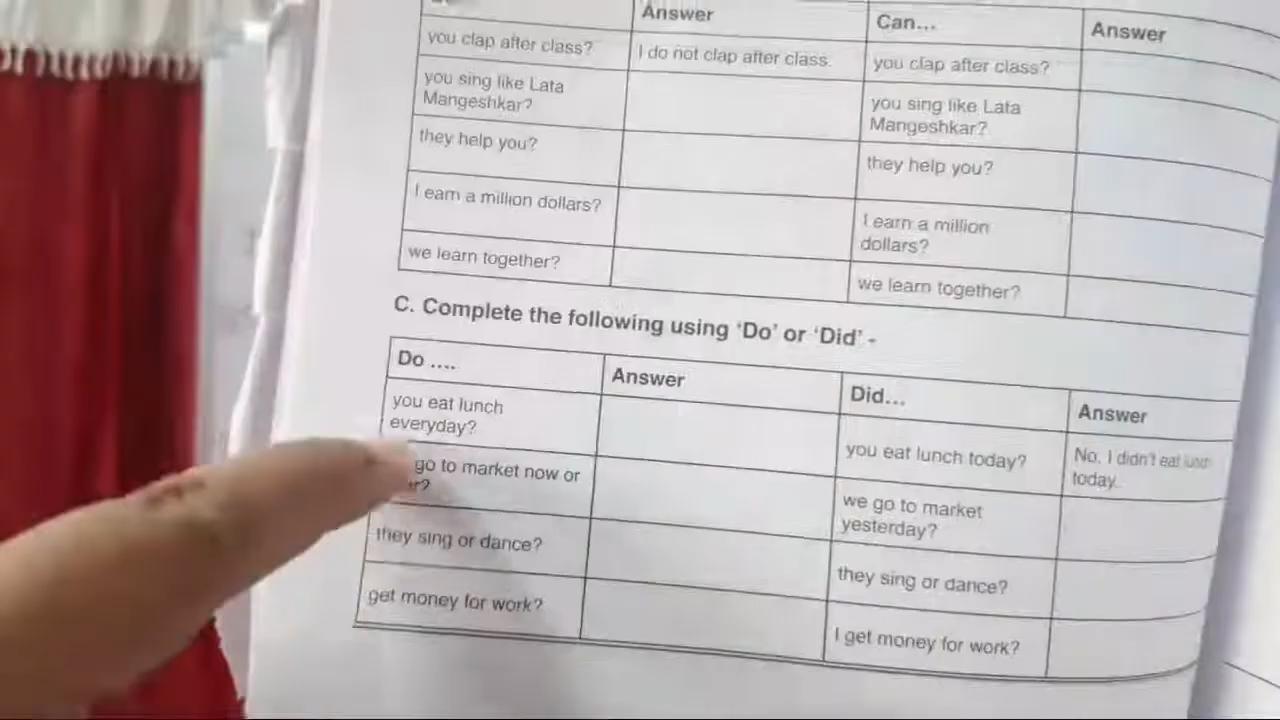 Answer
Can...
Answer
you clap after class?
I do not clap after class.
you clap after class?
you sing like Lata
Mangeshkar?
you sing like Lata
Mangeshkar?
they help you?
they help you?
I earn a million dollars?
I earn a million
dollars?
we learn together?
we learn together?
C. Complete the following using 'Do' or 'Did' -
Do ....
Answer
Did...
Answer
you eat lunch
everyday?
you eat lunch today?
No, I didn't eat lunch
today.
go to market now or
we go to market
yesterday?
they sing or dance?
they sing or dance?
get money for work?
I get money for work?